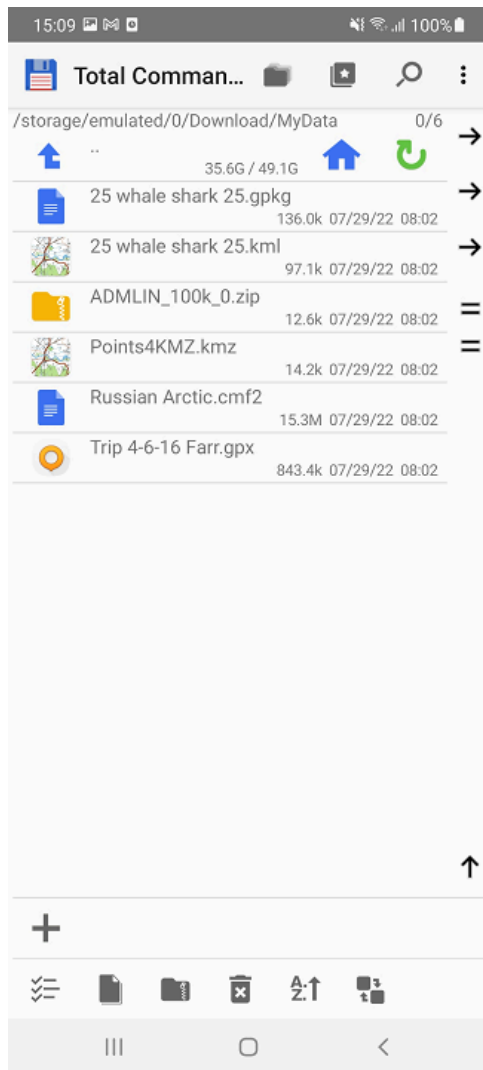 15:09 100%
Total Comman...
/storage/emulated/0/Download/MyData 0/6
..
35.6G / 49.1G
25 whale shark 25.gpkg
136.0k 07/29/22 08:02
25 whale shark 25.kml
97.1k 07/29/22 08:02
ADMLIN_100k_0.zip
12.6k 07/29/22 08:02
Points4KMZ.kmz
14.2k 07/29/22 08:02
Russian Arctic.cmf2
15.3M 07/29/22 08:02
Trip 4-6-16 Farr.gpx
843.4k 07/29/22 08:02
A
Z